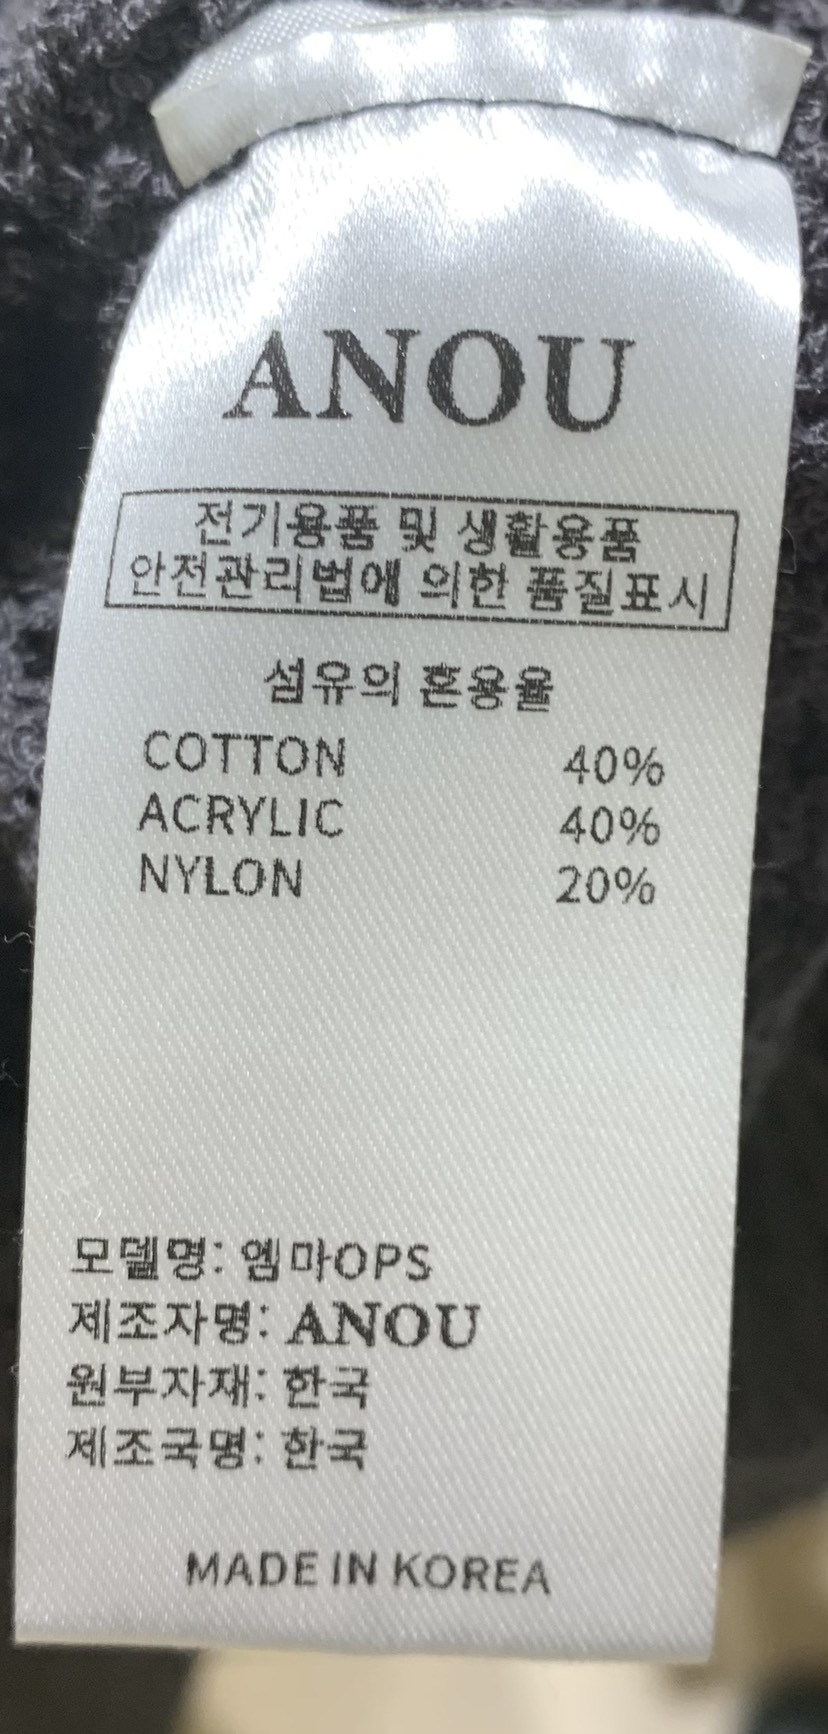 ANOU
전기용품 및 생활용품
안전관리법에 의한 품질표시
섬유의 혼용율
COTTON 40%
ACRYLIC 40%
NYLON 20%
모델명: 엠마OPS
제조자명: ANOU
원부자재: 한국
제조국명: 한국
MADE IN KOREA